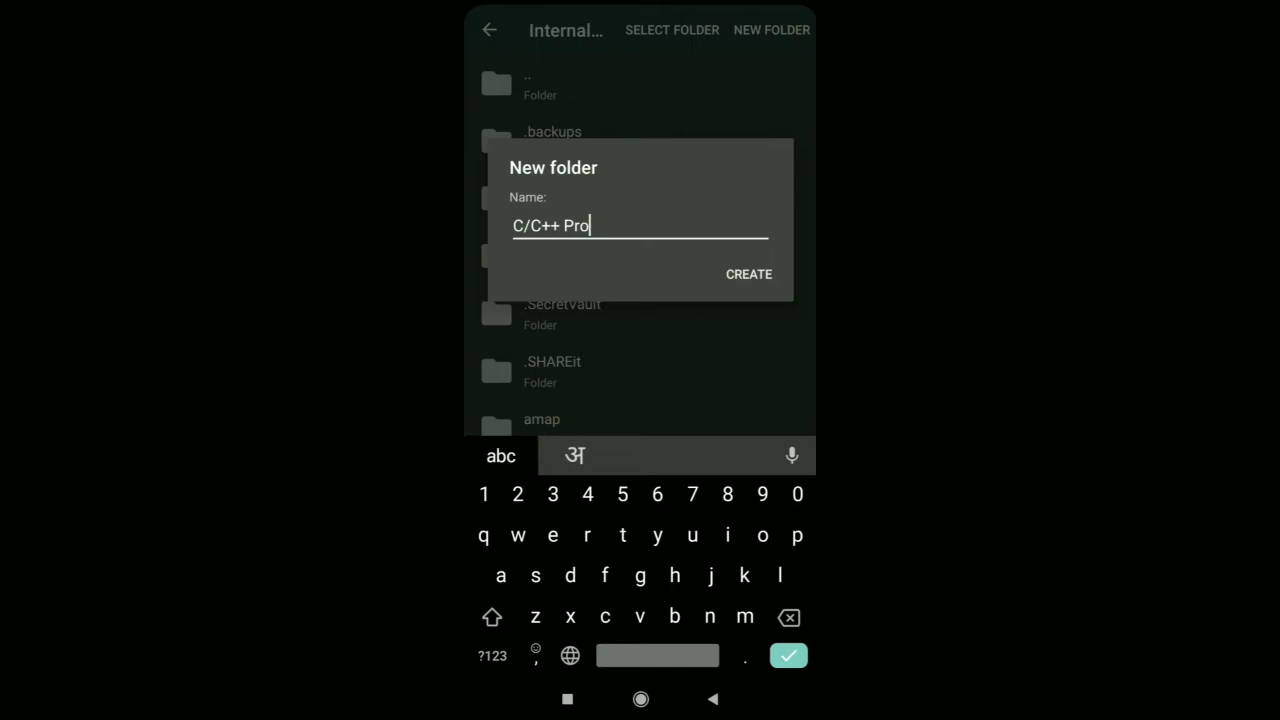 Internal... SELECT FOLDER NEW FOLDER
..
Folder
.backups
New folder
Name:
C/C++ Pro
CREATE
.SecretVault
Folder
.SHAREit
Folder
amap
abc अ
1 2 3 4 5 6 7 8 9 0
q w e r t y u i o p
a s d f g h j k l
z x c v b n m
?123 , .